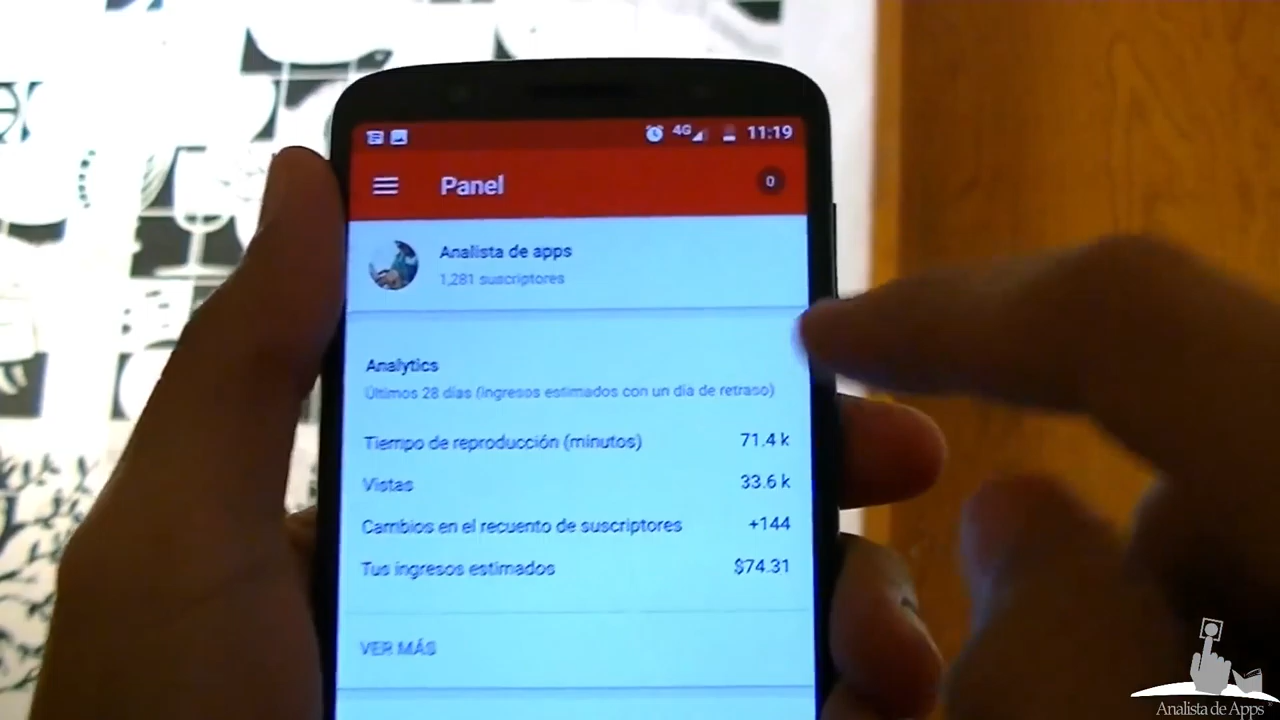 4G 11:19
Panel 0
Analista de apps
1,281 suscriptores
Analytics
Últimos 28 días (ingresos estimados con un día de retraso)
Tiempo de reproducción (minutos) 71.4 k
Vistas 33.6 k
Cambios en el recuento de suscriptores +144
Tus ingresos estimados $74.31
VER MÁS
Analista de Apps